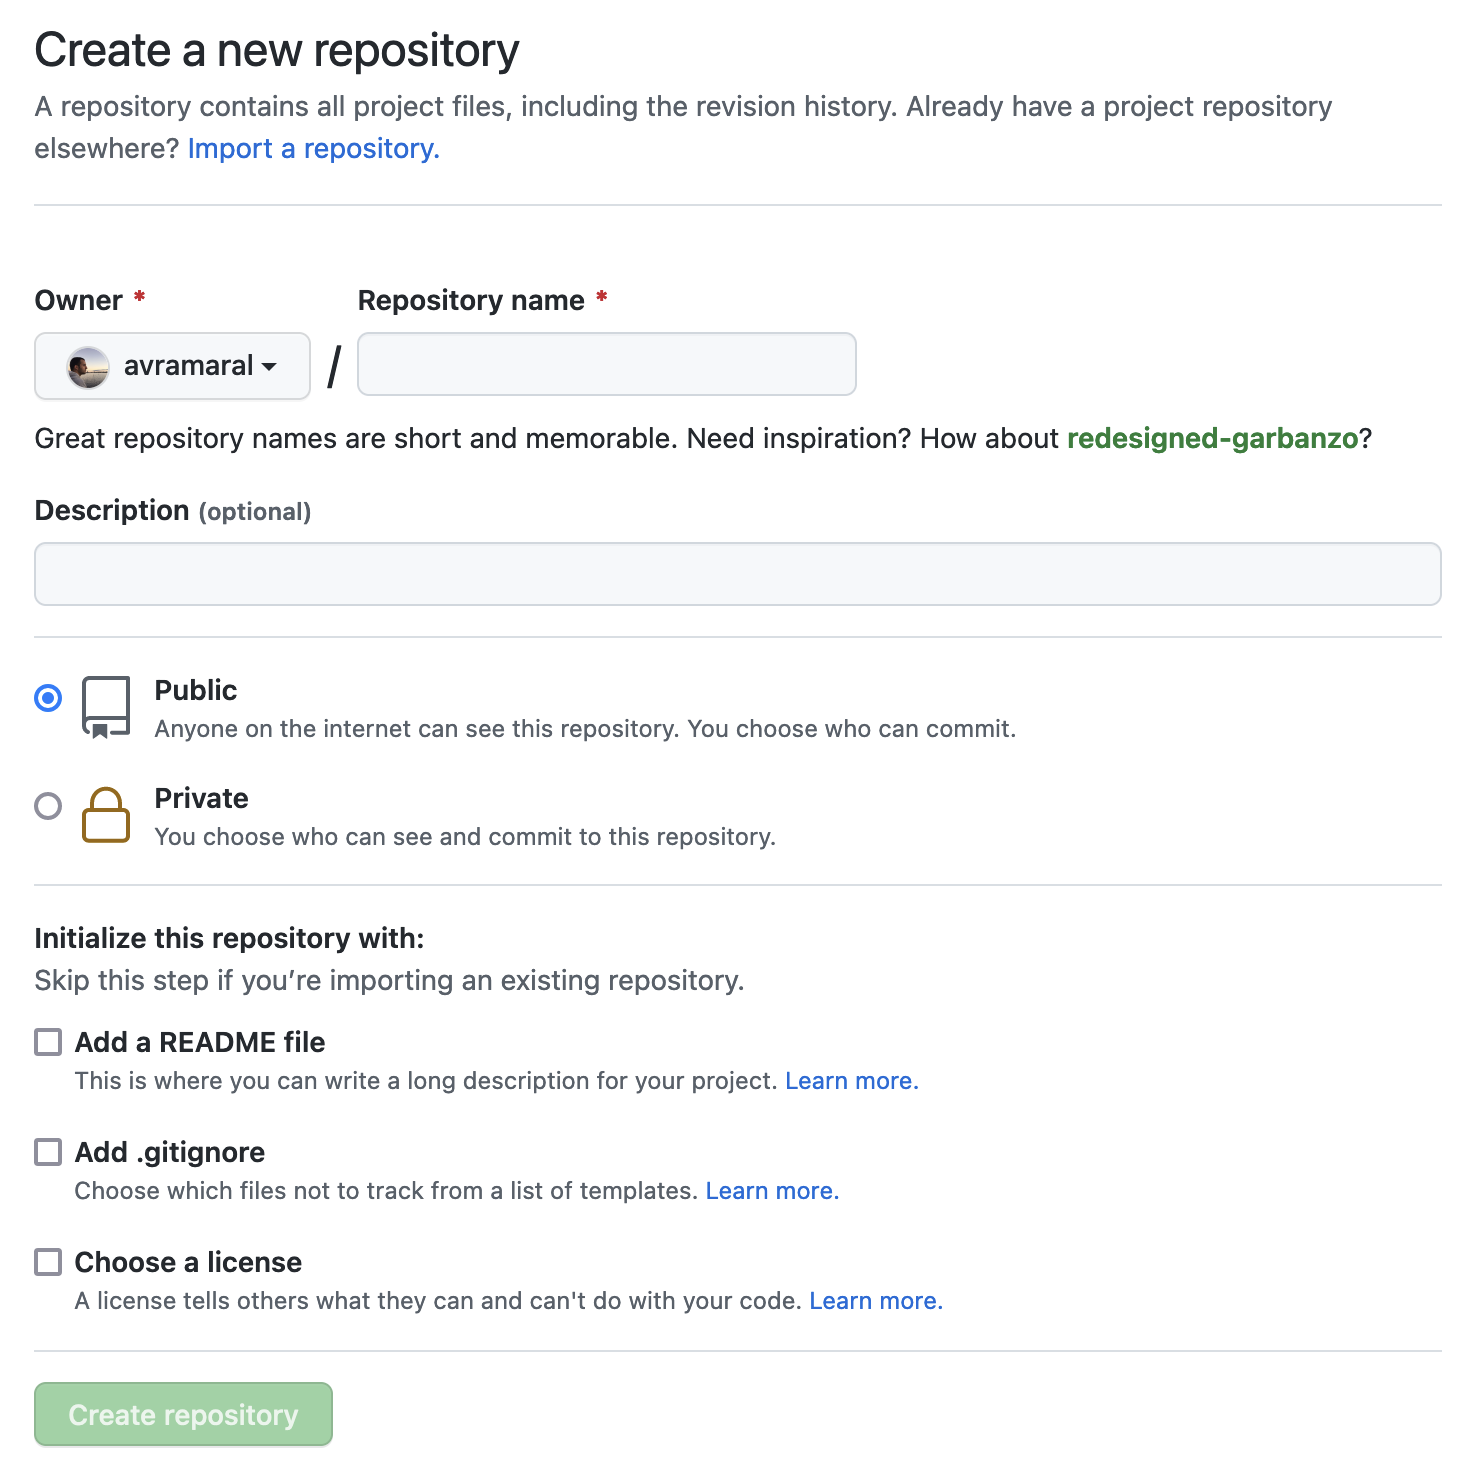 Create a new repository
A repository contains all project files, including the revision history. Already have a project repository
elsewhere? Import a repository.
Owner * Repository name *
avramaral /
Great repository names are short and memorable. Need inspiration? How about redesigned-garbanzo?
Description (optional)
Public
Anyone on the internet can see this repository. You choose who can commit.
Private
You choose who can see and commit to this repository.
Initialize this repository with:
Skip this step if you’re importing an existing repository.
Add a README file
This is where you can write a long description for your project. Learn more.
Add .gitignore
Choose which files not to track from a list of templates. Learn more.
Choose a license
A license tells others what they can and can't do with your code. Learn more.
Create repository